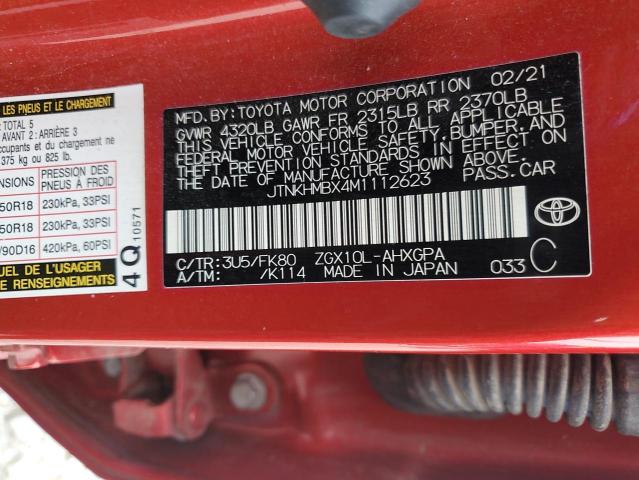 LES PNEUS ET LE CHARGEMENT
TOTAL 5
AVANT 2: ARRIÈRE 3
occupants et du chargement ne
375 kg ou 825 lb.
PRESSION DES
PNEUS À FROID
50R18 230kPa, 33PSI
50R18 230kPa, 33PSI
/90D16 420kPa, 60PSI
DE L'USAGER
DE RENSEIGNEMENTS
4Q 10571
MFD. BY: TOYOTA MOTOR CORPORATION 02/21
GVWR 4320LB GAWR FR 2315LB RR 2370LB
THIS VEHICLE CONFORMS TO ALL APPLICABLE
FEDERAL MOTOR VEHICLE SAFETY, BUMPER, AND
THEFT PREVENTION STANDARDS IN EFFECT ON
THE DATE OF MANUFACTURE SHOWN ABOVE.
JTNKHMBX4M1112623 PASS.CAR
C/TR: 3U5/FK80 ZGX10L-AHXGPA
A/TM: /K114 MADE IN JAPAN 033 C